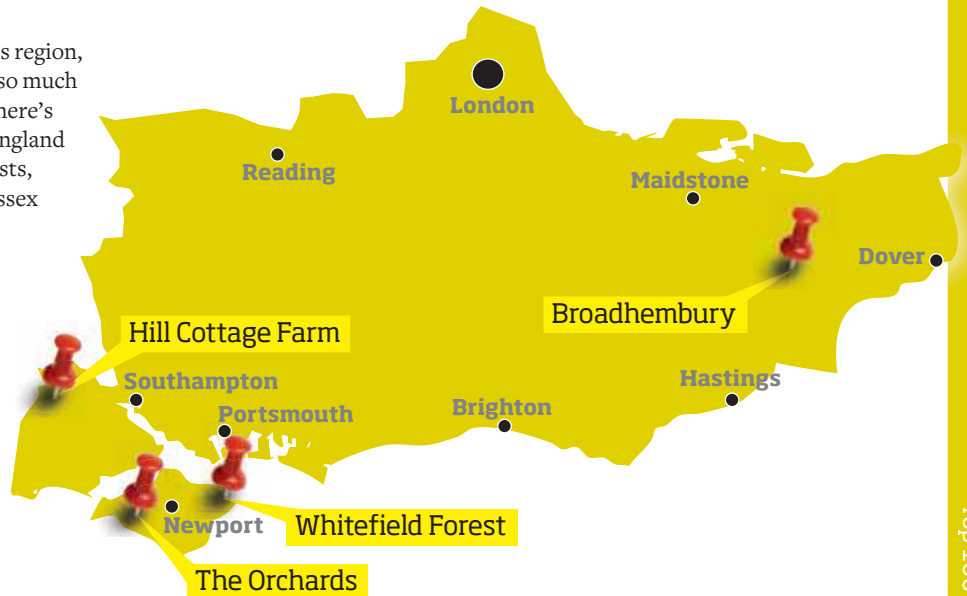 s region,
so much
here's
ngland
sts,
ssex
London
Reading
Maidstone
Dover
Broadhembury
Hill Cottage Farm
Southampton
Hastings
Portsmouth
Brighton
Newport
Whitefield Forest
The Orchards